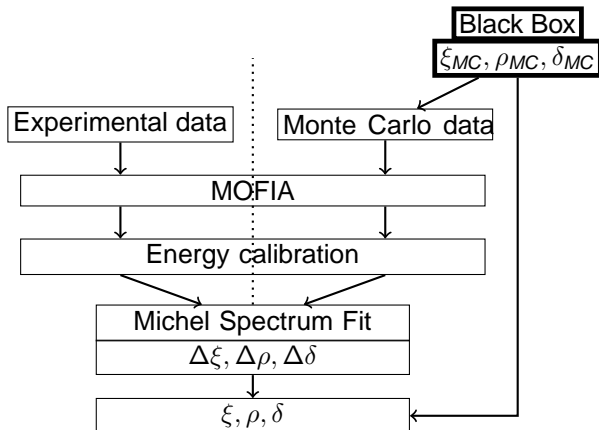 Black Box
ξMC, ρMC, δMC
Experimental data
Monte Carlo data
MOFIA
Energy calibration
Michel Spectrum Fit
Δξ, Δρ, Δδ
ξ, ρ, δ